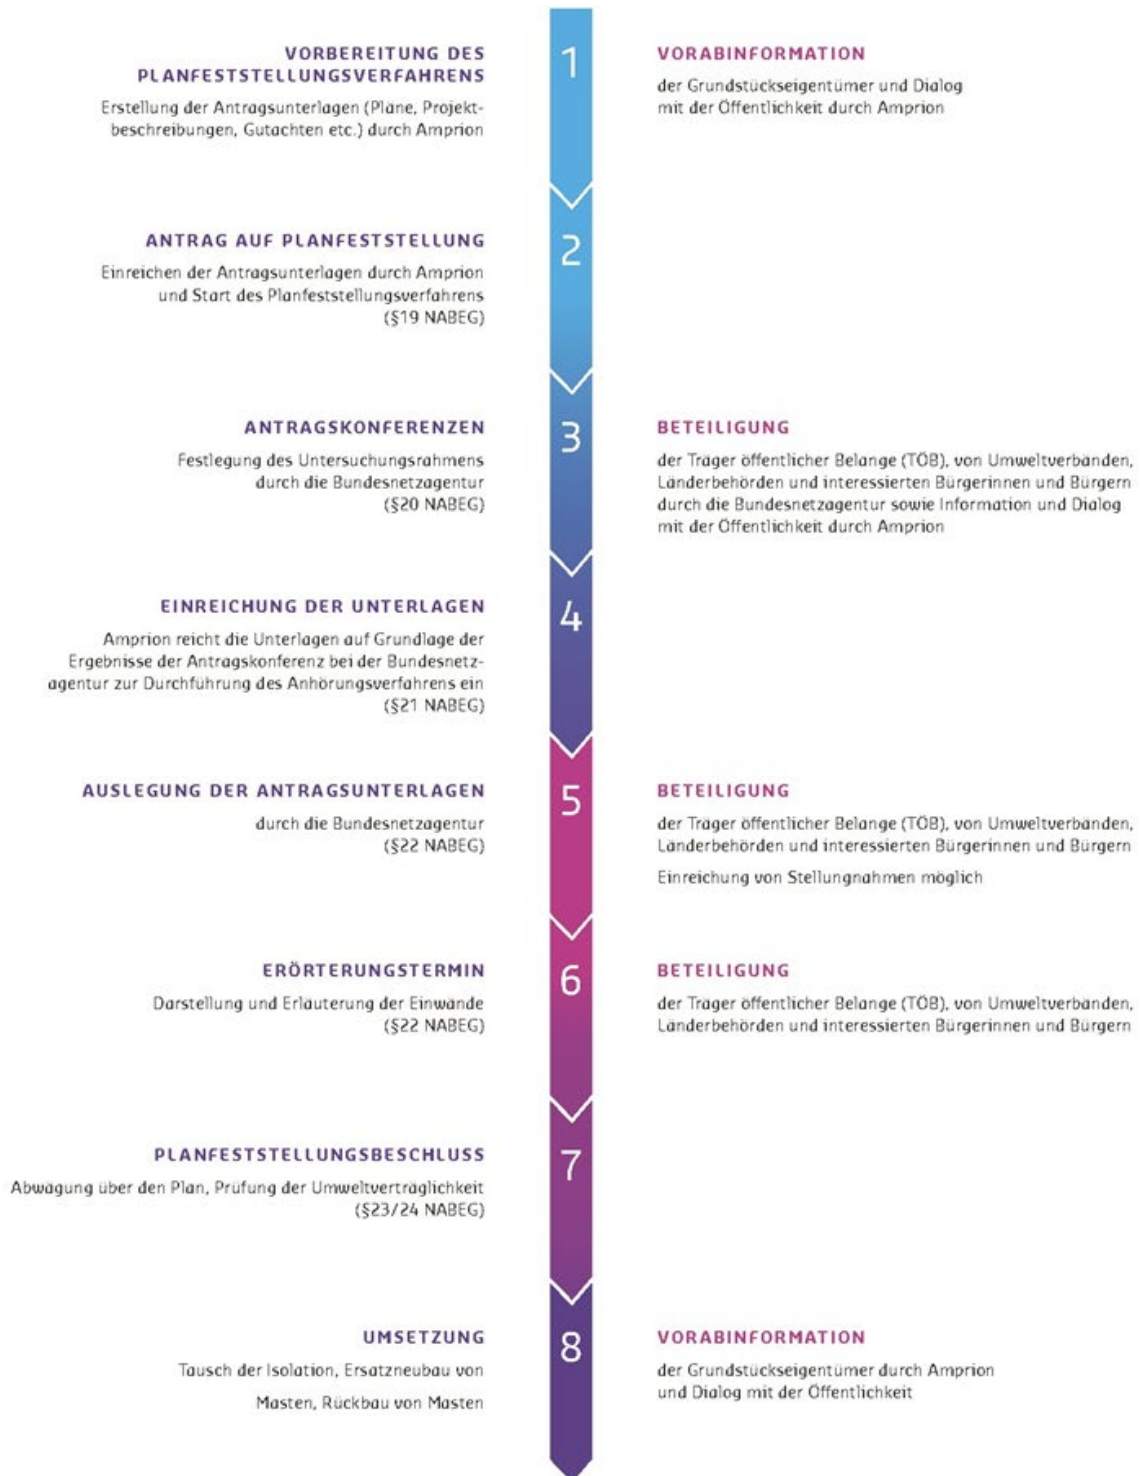 VORBEREITUNG DES
PLANFESTSTELLUNGSVERFAHRENS
Erstellung der Antragsunterlagen (Pläne, Projekt-
beschreibungen, Gutachten etc.) durch Amprion
1
VORABINFORMATION
der Grundstückseigentümer und Dialog
mit der Öffentlichkeit durch Amprion
ANTRAG AUF PLANFESTSTELLUNG
Einreichen der Antragsunterlagen durch Amprion
und Start des Planfeststellungsverfahrens
(§19 NABEG)
2
ANTRAGSKONFERENZEN
Festlegung des Untersuchungsrahmens
durch die Bundesnetzagentur
(§20 NABEG)
3
BETEILIGUNG
der Träger öffentlicher Belange (TÖB), von Umweltverbänden,
Länderbehörden und interessierten Bürgerinnen und Bürgern
durch die Bundesnetzagentur sowie Information und Dialog
mit der Öffentlichkeit durch Amprion
EINREICHUNG DER UNTERLAGEN
Amprion reicht die Unterlagen auf Grundlage der
Ergebnisse der Antragskonferenz bei der Bundesnetz-
agentur zur Durchführung des Anhörungsverfahrens ein
(§21 NABEG)
4
AUSLEGUNG DER ANTRAGSUNTERLAGEN
durch die Bundesnetzagentur
(§22 NABEG)
5
BETEILIGUNG
der Träger öffentlicher Belange (TÖB), von Umweltverbänden,
Länderbehörden und interessierten Bürgerinnen und Bürgern
Einreichung von Stellungnahmen möglich
ERÖRTERUNGSTERMIN
Darstellung und Erläuterung der Einwände
(§22 NABEG)
6
BETEILIGUNG
der Träger öffentlicher Belange (TÖB), von Umweltverbänden,
Länderbehörden und interessierten Bürgerinnen und Bürgern
PLANFESTSTELLUNGSBESCHLUSS
Abwägung über den Plan, Prüfung der Umweltverträglichkeit
(§23/24 NABEG)
7
UMSETZUNG
Tausch der Isolation, Ersatzneubau von
Masten, Rückbau von Masten
8
VORABINFORMATION
der Grundstückseigentümer durch Amprion
und Dialog mit der Öffentlichkeit